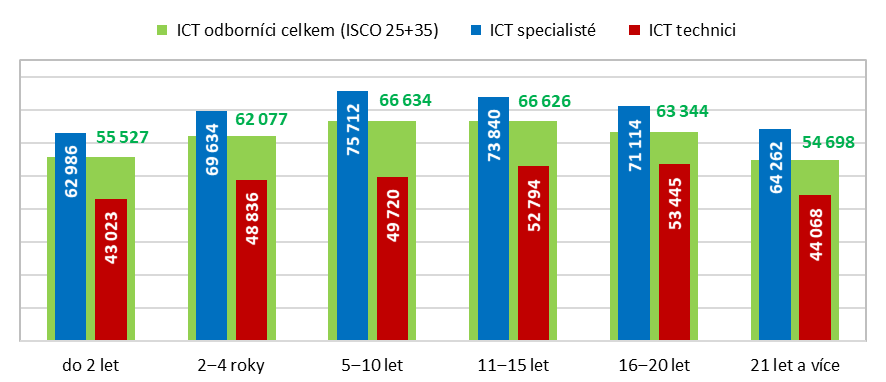 ICT odborníci celkem (ISCO 25+35) ICT specialisté ICT technici
62 986 55 527 43 023
69 634 62 077 48 836
75 712 66 634 49 720
73 840 66 626 52 794
71 114 63 344 53 445
64 262 54 698 44 068
do 2 let 2–4 roky 5–10 let 11–15 let 16–20 let 21 let a více